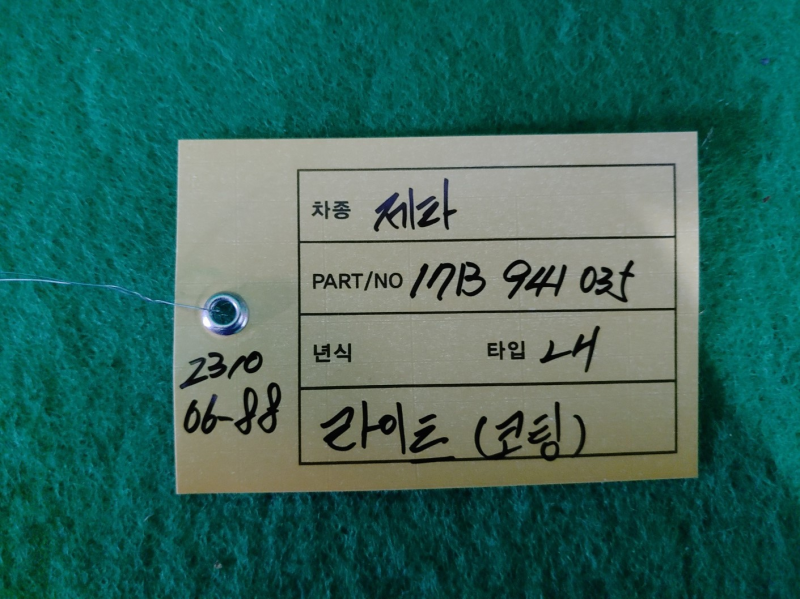 차종 제타
PART/NO 17B 941 035
년식 타입 LH
라이트 (코팅)
2310
06-88